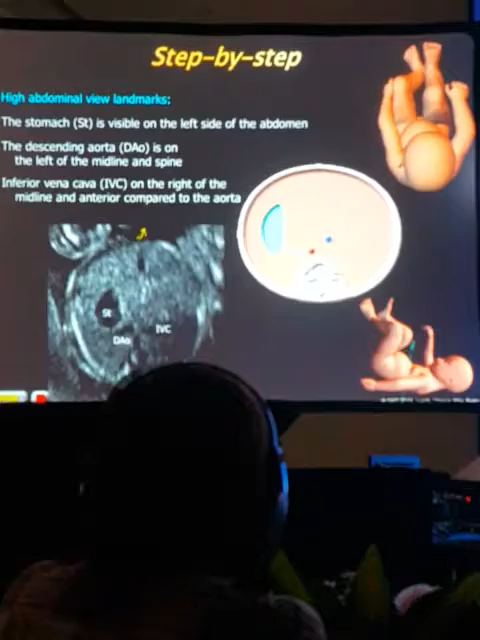 Step-by-step
High abdominal view landmarks:
The stomach (St) is visible on the left side of the abdomen
The descending aorta (DAo) is on
the left of the midline and spine
Inferior vena cava (IVC) on the right of the
midline and anterior compared to the aorta
St
IVC
DAo